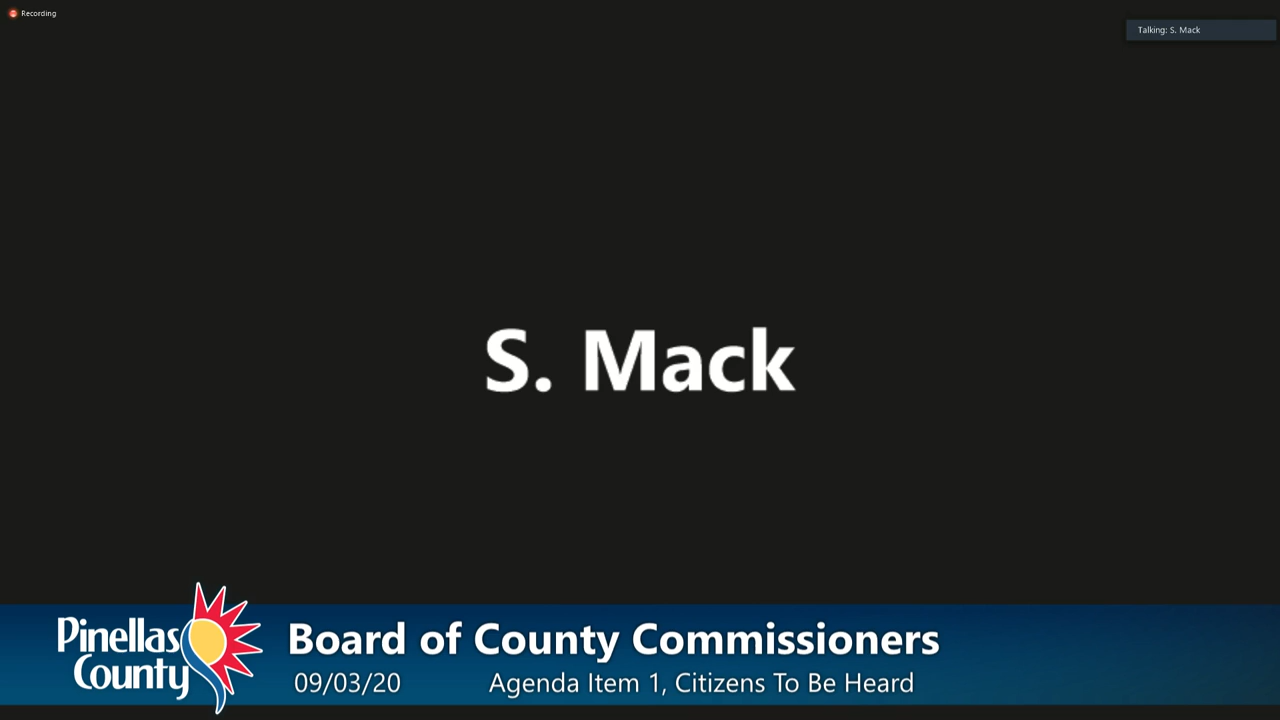 Recording
Talking: S. Mack
S. Mack
Pinellas
County
Board of County Commissioners
09/03/20 Agenda Item 1, Citizens To Be Heard